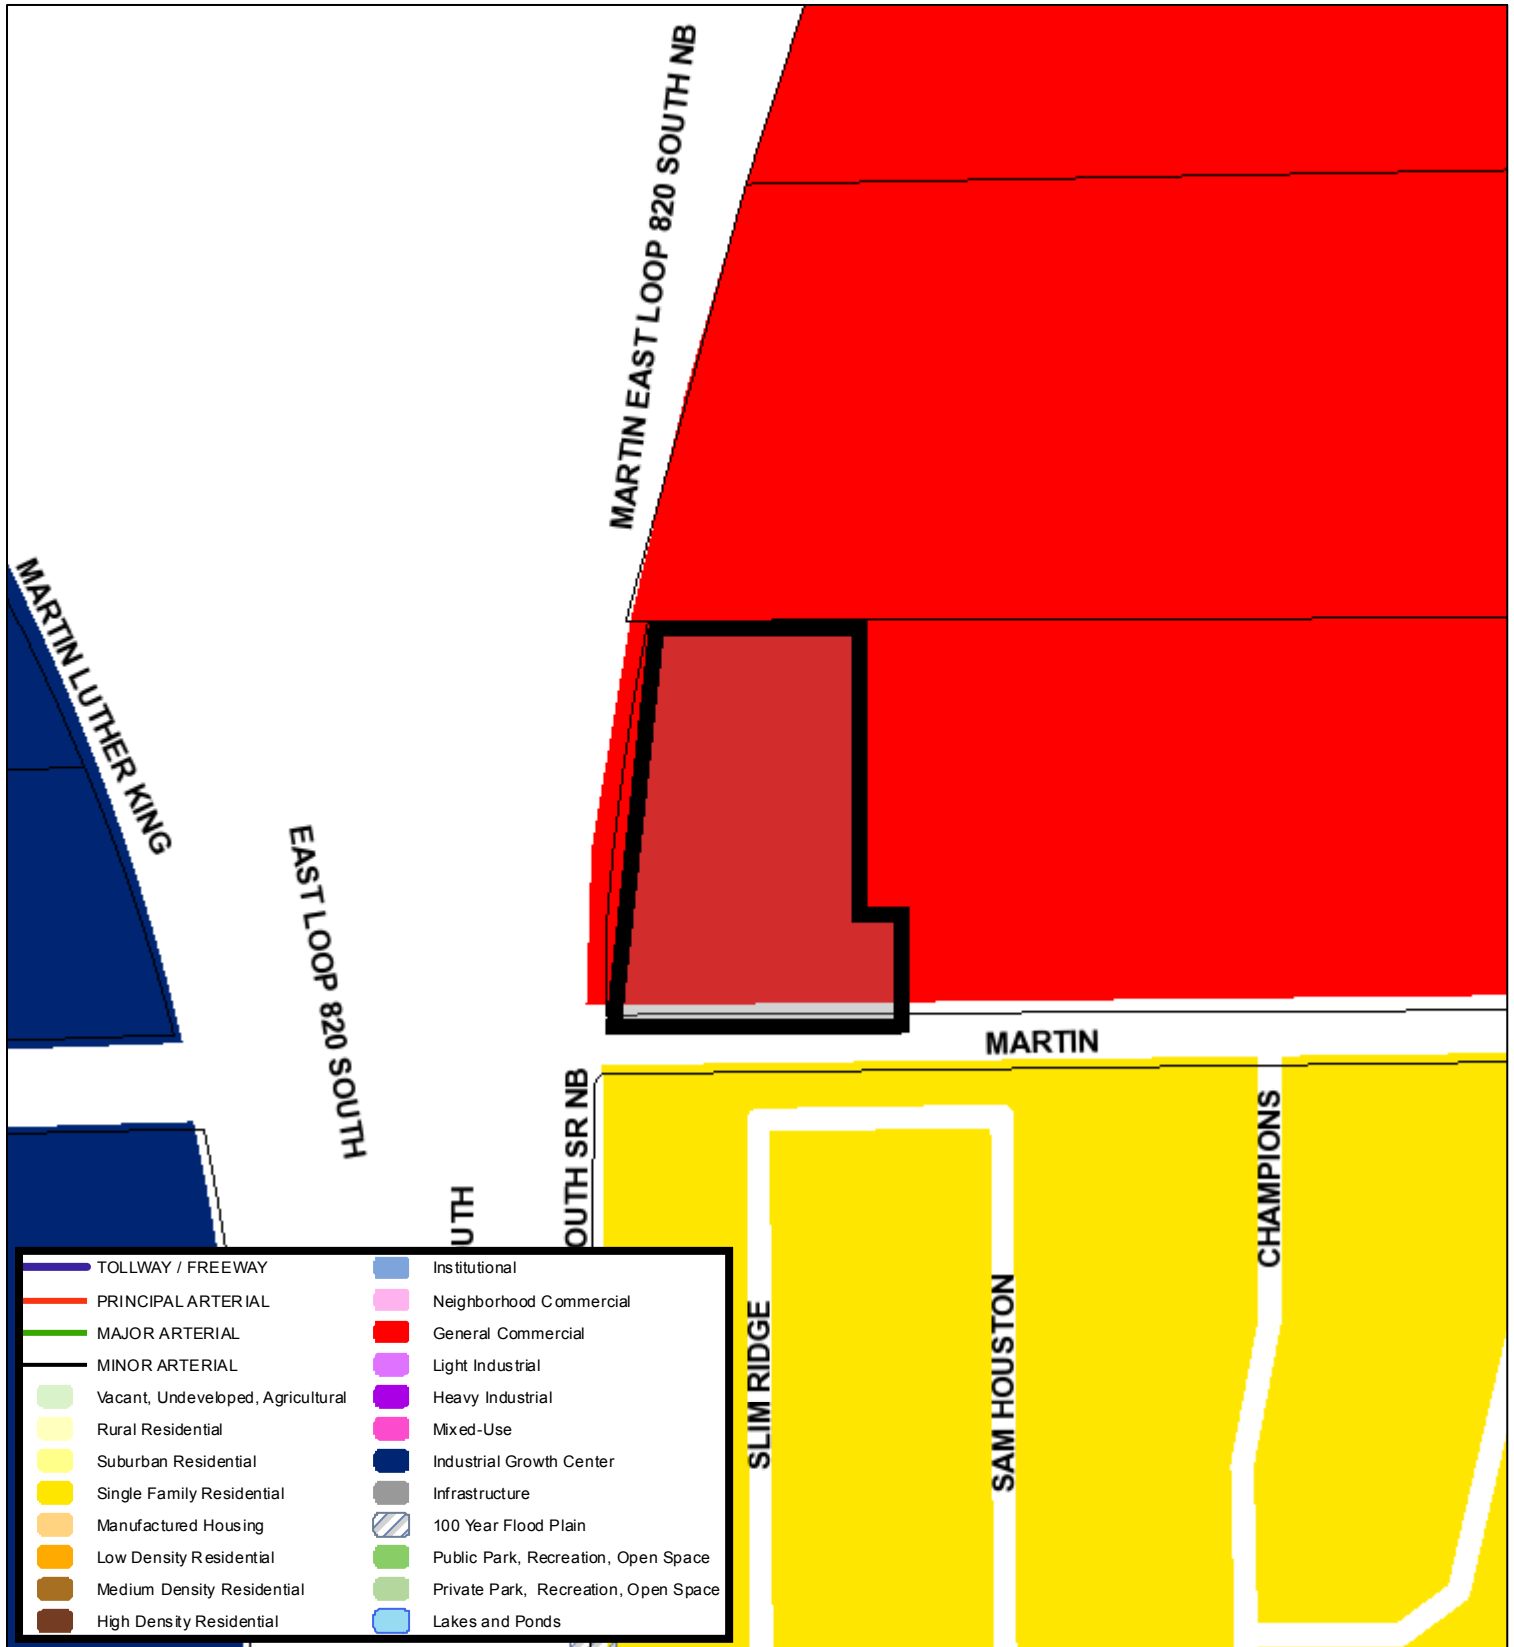 MARTIN EAST LOOP 820 SOUTH NB
MARTIN LUTHER KING
EAST LOOP 820 SOUTH
MARTIN
OUTH SR NB
UTH
CHAMPIONS
SLIM RIDGE
SAM HOUSTON
TOLLWAY / FREEWAY
PRINCIPAL ARTERIAL
MAJOR ARTERIAL
MINOR ARTERIAL
Vacant, Undeveloped, Agricultural
Rural Residential
Suburban Residential
Single Family Residential
Manufactured Housing
Low Density Residential
Medium Density Residential
High Density Residential
Institutional
Neighborhood Commercial
General Commercial
Light Industrial
Heavy Industrial
Mixed-Use
Industrial Growth Center
Infrastructure
100 Year Flood Plain
Public Park, Recreation, Open Space
Private Park, Recreation, Open Space
Lakes and Ponds